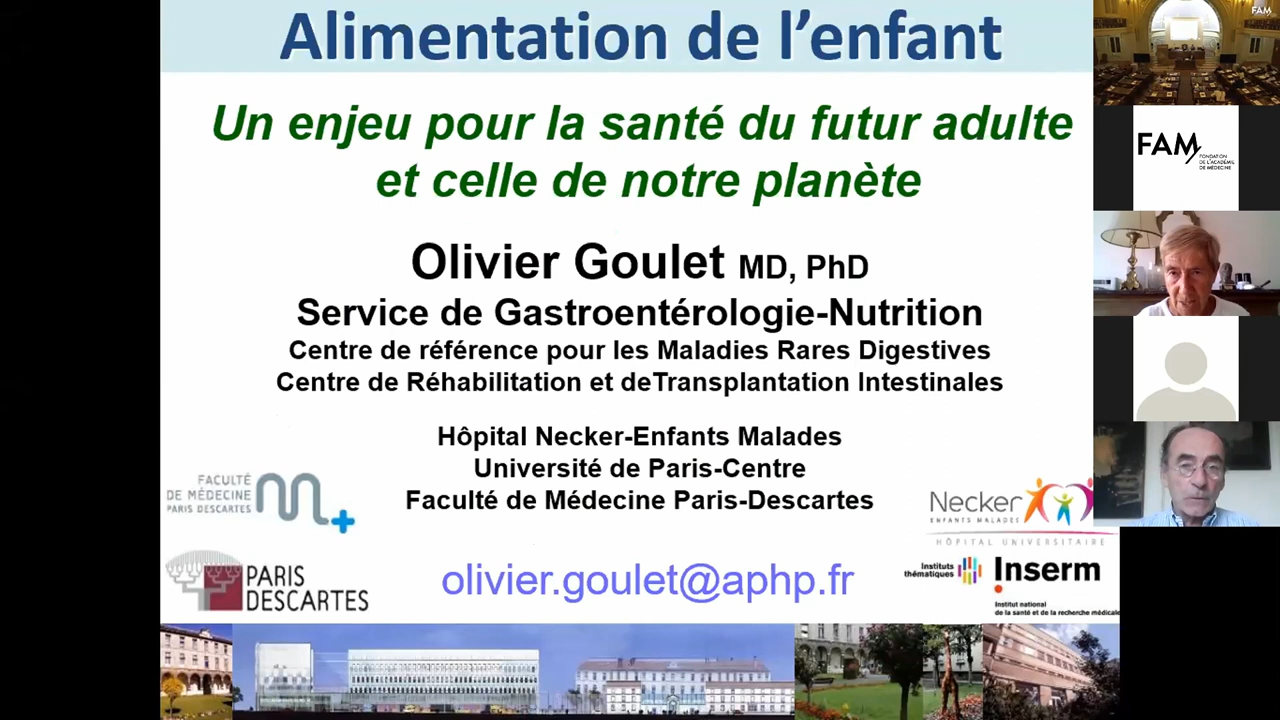 Alimentation de l'enfant
Un enjeu pour la santé du futur adulte
et celle de notre planète
Olivier Goulet MD, PhD
Service de Gastroentérologie-Nutrition
Centre de référence pour les Maladies Rares Digestives
Centre de Réhabilitation et deTransplantation Intestinales
Hôpital Necker-Enfants Malades
Université de Paris-Centre
Faculté de Médecine Paris-Descartes
FACULTÉ
DE MÉDECINE
PARIS DESCARTES
Necker
ENFANTS MALADES
HÔPITAL UNIVERSITAIRE
PARIS
DESCARTES
olivier.goulet@aphp.fr
Instituts
thématiques
Inserm
Institut national
de la santé et de la recherche médicale
FAM
FAM
FONDATION
DE L'ACADÉMIE
DE MÉDECINE